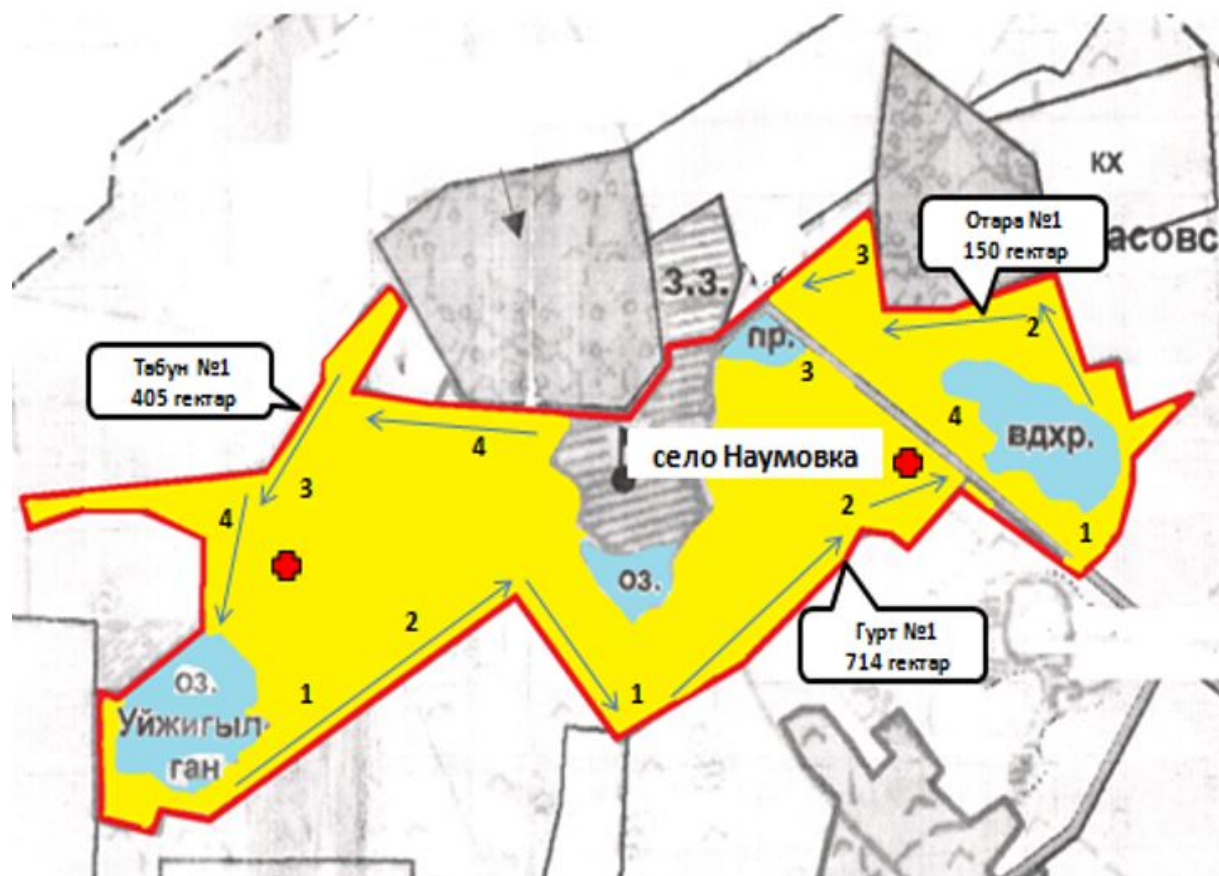 кх
Отара №1
150 гектар
асовс
3
з.з.
2
пр.
3
Табун №1
405 гектар
4
4
вдхр.
село Наумовка
3
2
4
1
оз.
2
Гурт №1
714 гектар
1
1
оз.
Уйжигыл-
ган